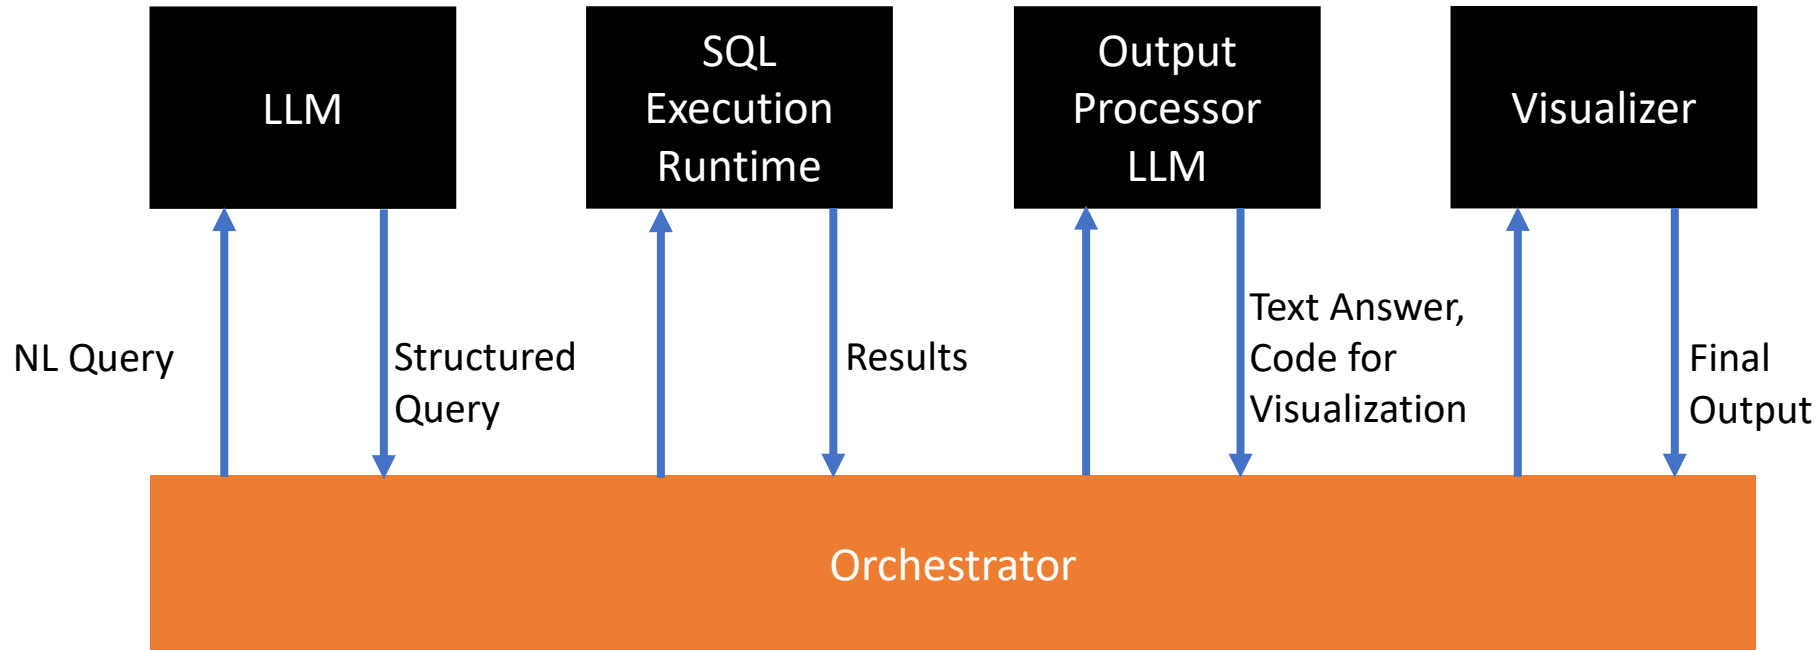 LLM
SQL
Execution
Runtime
Output
Processor
LLM
Visualizer
NL Query
Structured
Query
Results
Text Answer,
Code for
Visualization
Final
Output
Orchestrator